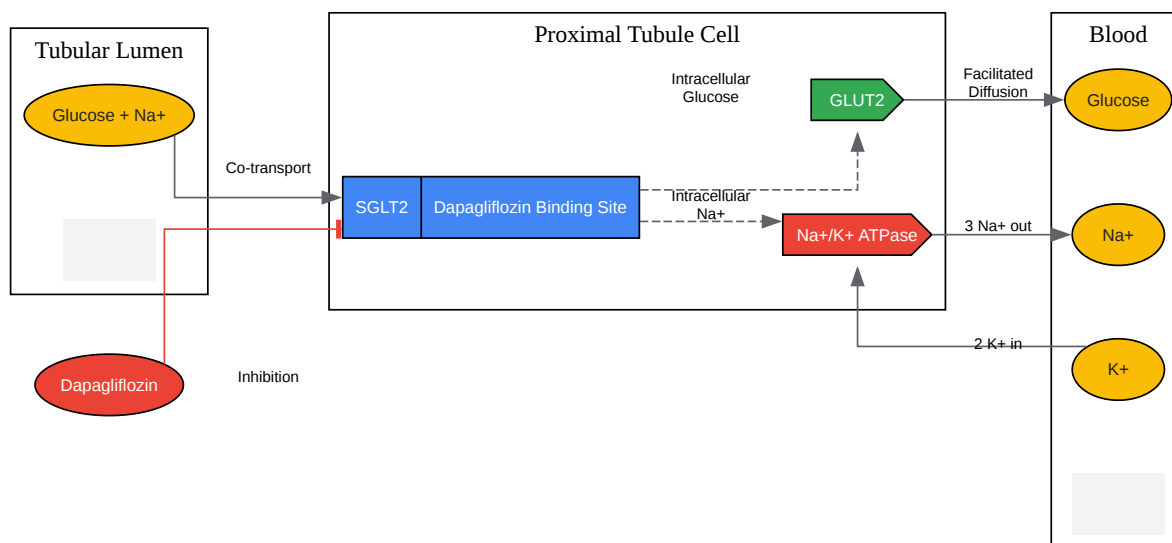 Tubular Lumen
Proximal Tubule Cell
Blood
Glucose + Na+
Co-transport
SGLT2
Dapagliflozin Binding Site
Intracellular
Glucose
GLUT2
Facilitated
Diffusion
Glucose
Intracellular
Na+
Na+/K+ ATPase
3 Na+ out
Na+
2 K+ in
K+
Dapagliflozin
Inhibition